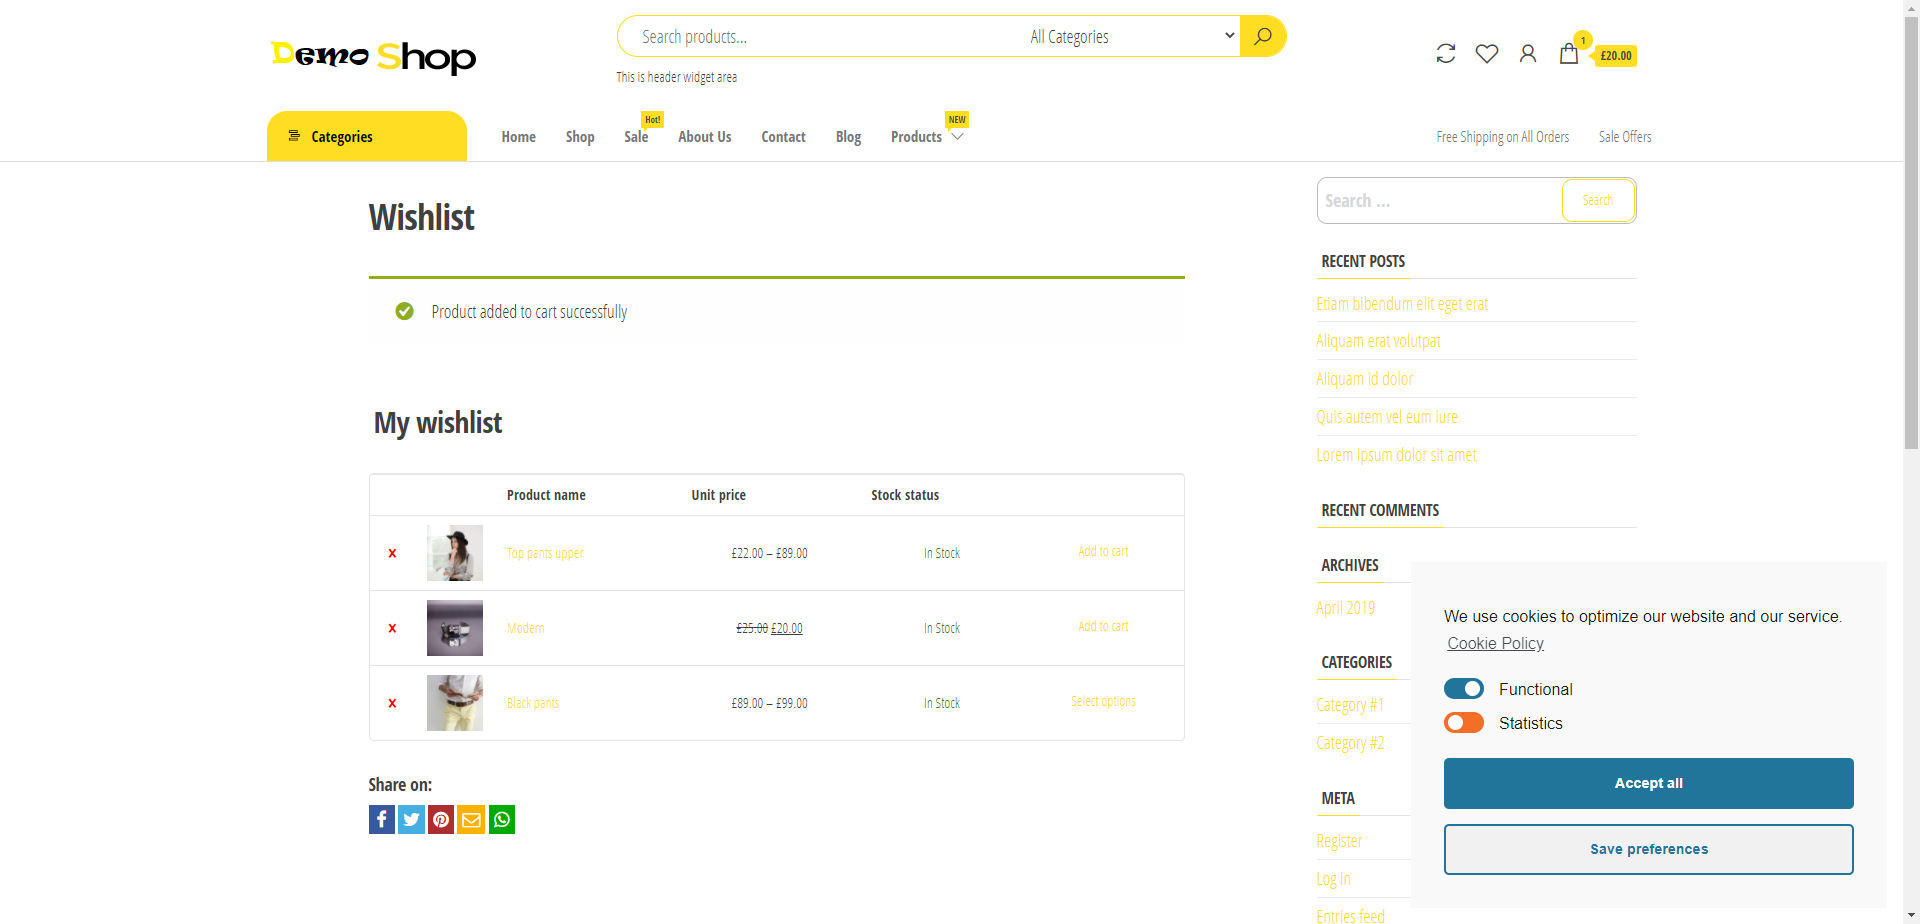 Demo Shop
Search products...
All Categories
This is header widget area
1
£20.00
Categories
Home
Shop
Sale
Hot!
About Us
Contact
Blog
Products
NEW
Free Shipping on All Orders
Sale Offers
Wishlist
Product added to cart successfully
My wishlist
Product name Unit price Stock status
x Top pants upper £22.00 – £89.00 In Stock Add to cart
x Modern £25.00 £20.00 In Stock Add to cart
x Black pants £89.00 – £99.00 In Stock Select options
Share on:
Search ...
Search
RECENT POSTS
Etiam bibendum elit eget erat
Aliquam erat volutpat
Aliquam id dolor
Quis autem vel eum iure
Lorem ipsum dolor sit amet
RECENT COMMENTS
ARCHIVES
April 2019
CATEGORIES
Category #1
Category #2
META
Register
Log in
Entries feed
We use cookies to optimize our website and our service.
Cookie Policy
Functional
Statistics
Accept all
Save preferences